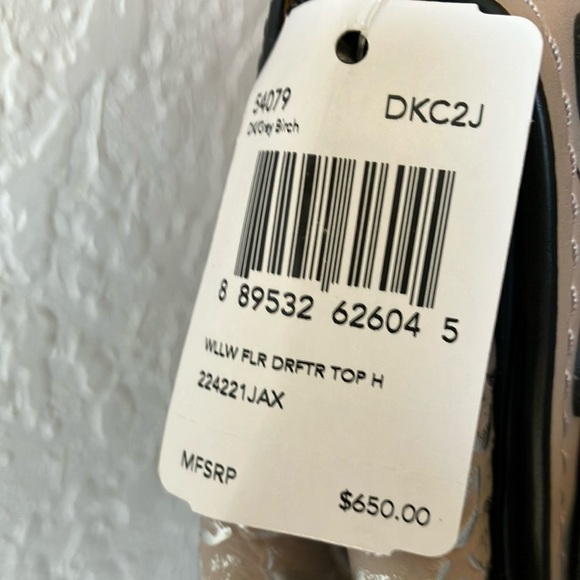 54079
DKC2J
DK/Grey Birch
8 89532 62604 5
WLLW FLR DRFTR TOP H
224221JAX
MFSRP
$650.00